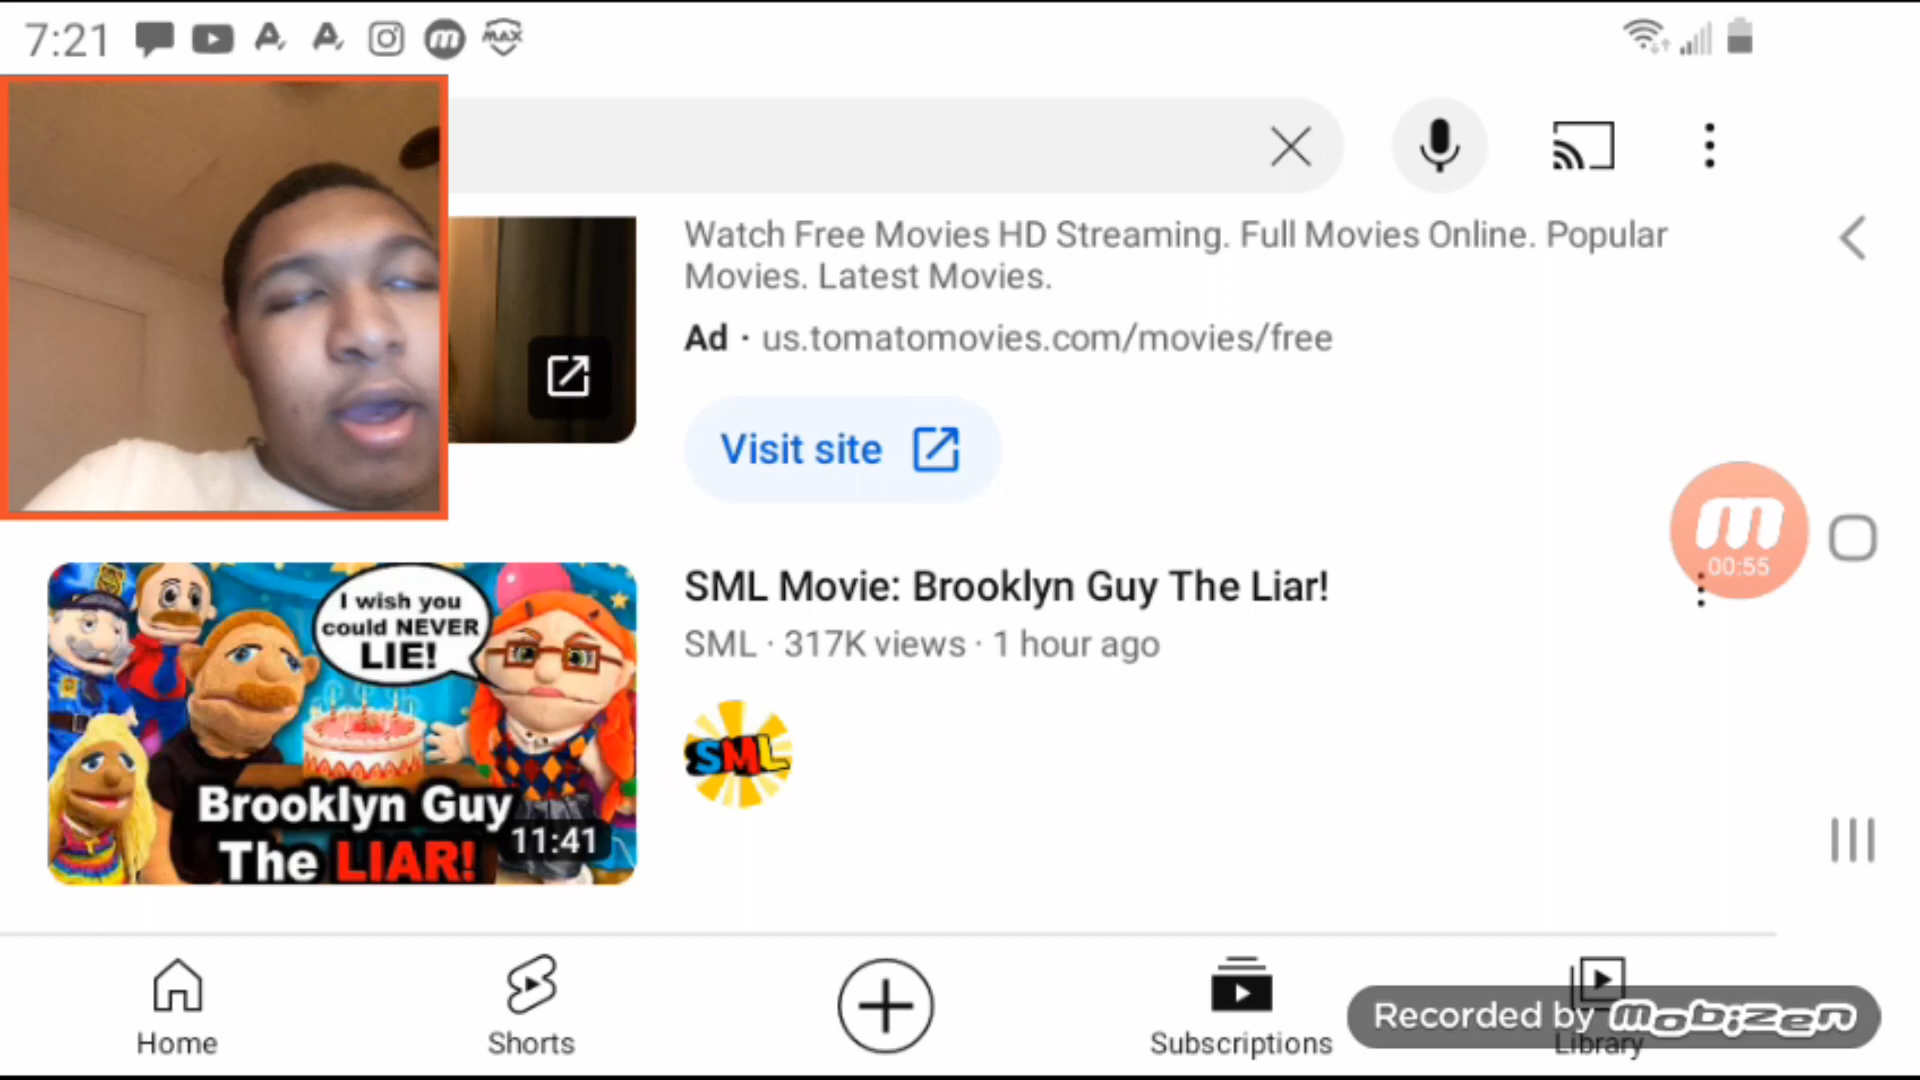 7:21
MAX
Watch Free Movies HD Streaming. Full Movies Online. Popular
Movies. Latest Movies.
Ad · us.tomatomovies.com/movies/free
Visit site
m
00:55
I wish you
could NEVER
LIE!
Brooklyn Guy
The LIAR!
11:41
SML Movie: Brooklyn Guy The Liar!
SML · 317K views · 1 hour ago
SML
Home
Shorts
Subscriptions
Library
Recorded by mobizen